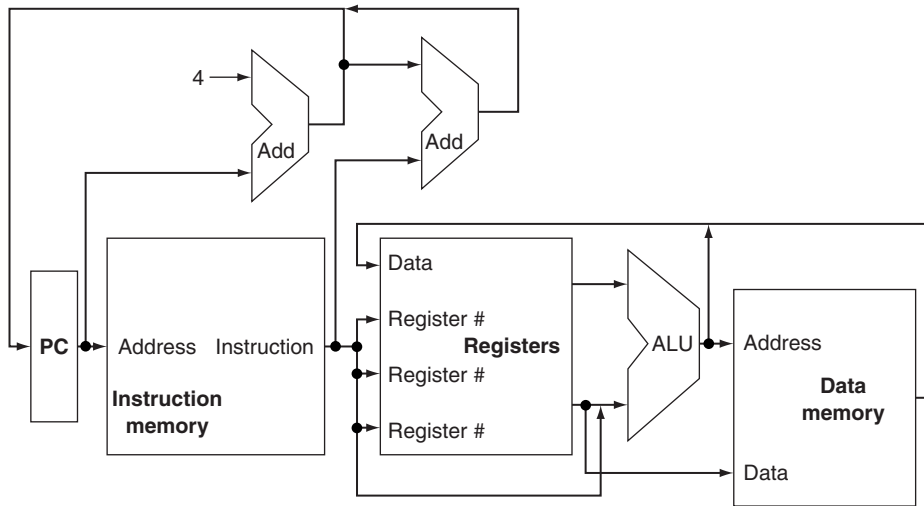 4
Add
Add
Data
Register #
Register #
Register #
Registers
PC
Address
Instruction
Instruction
memory
ALU
Address
Data
memory
Data